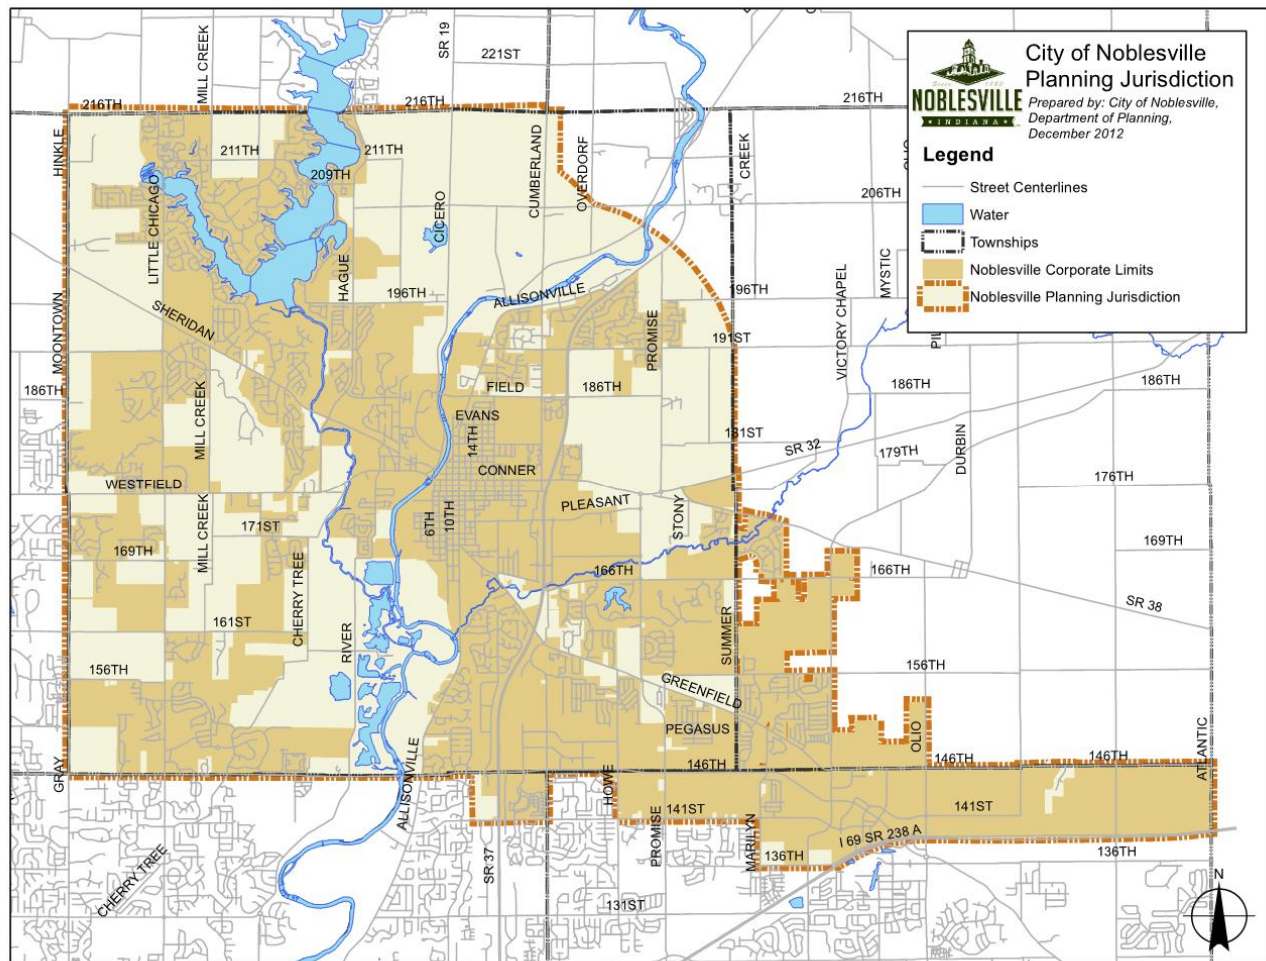 City of Noblesville
Planning Jurisdiction
Prepared by: City of Noblesville,
Department of Planning,
December 2012
Since 1823
NOBLESVILLE
INDIANA
Legend
Street Centerlines
Water
Townships
Noblesville Corporate Limits
Noblesville Planning Jurisdiction
MILL CREEK
SR 19
221ST
216TH
216TH
216TH
HINKLE
211TH
211TH
CUMBERLAND
OVERDORF
CREEK
209TH
LITTLE CHICAGO
MILL CREEK
CICERO
206TH
HAGUE
196TH
ALLISONVILLE
196TH
VICTORY CHAPEL
MYSTIC
MOONTOWN
SHERIDAN
PROMISE
191ST
186TH
MILL CREEK
FIELD
186TH
186TH
186TH
EVANS
14TH
181ST
SR 32
179TH
DURBIN
CONNER
176TH
WESTFIELD
PLEASANT
MILL CREEK
171ST
6TH
10TH
STONY
169TH
169TH
CHERRY TREE
166TH
166TH
SR 38
161ST
RIVER
SUMMER
156TH
156TH
GREENFIELD
PEGASUS
OLIO
ATLANTIC
GRAY
ALLISONVILLE
146TH
146TH
146TH
HOWE
141ST
141ST
PROMISE
MARILYN
I 69 SR 238 A
136TH
136TH
SR 37
CHERRY TREE
131ST
N